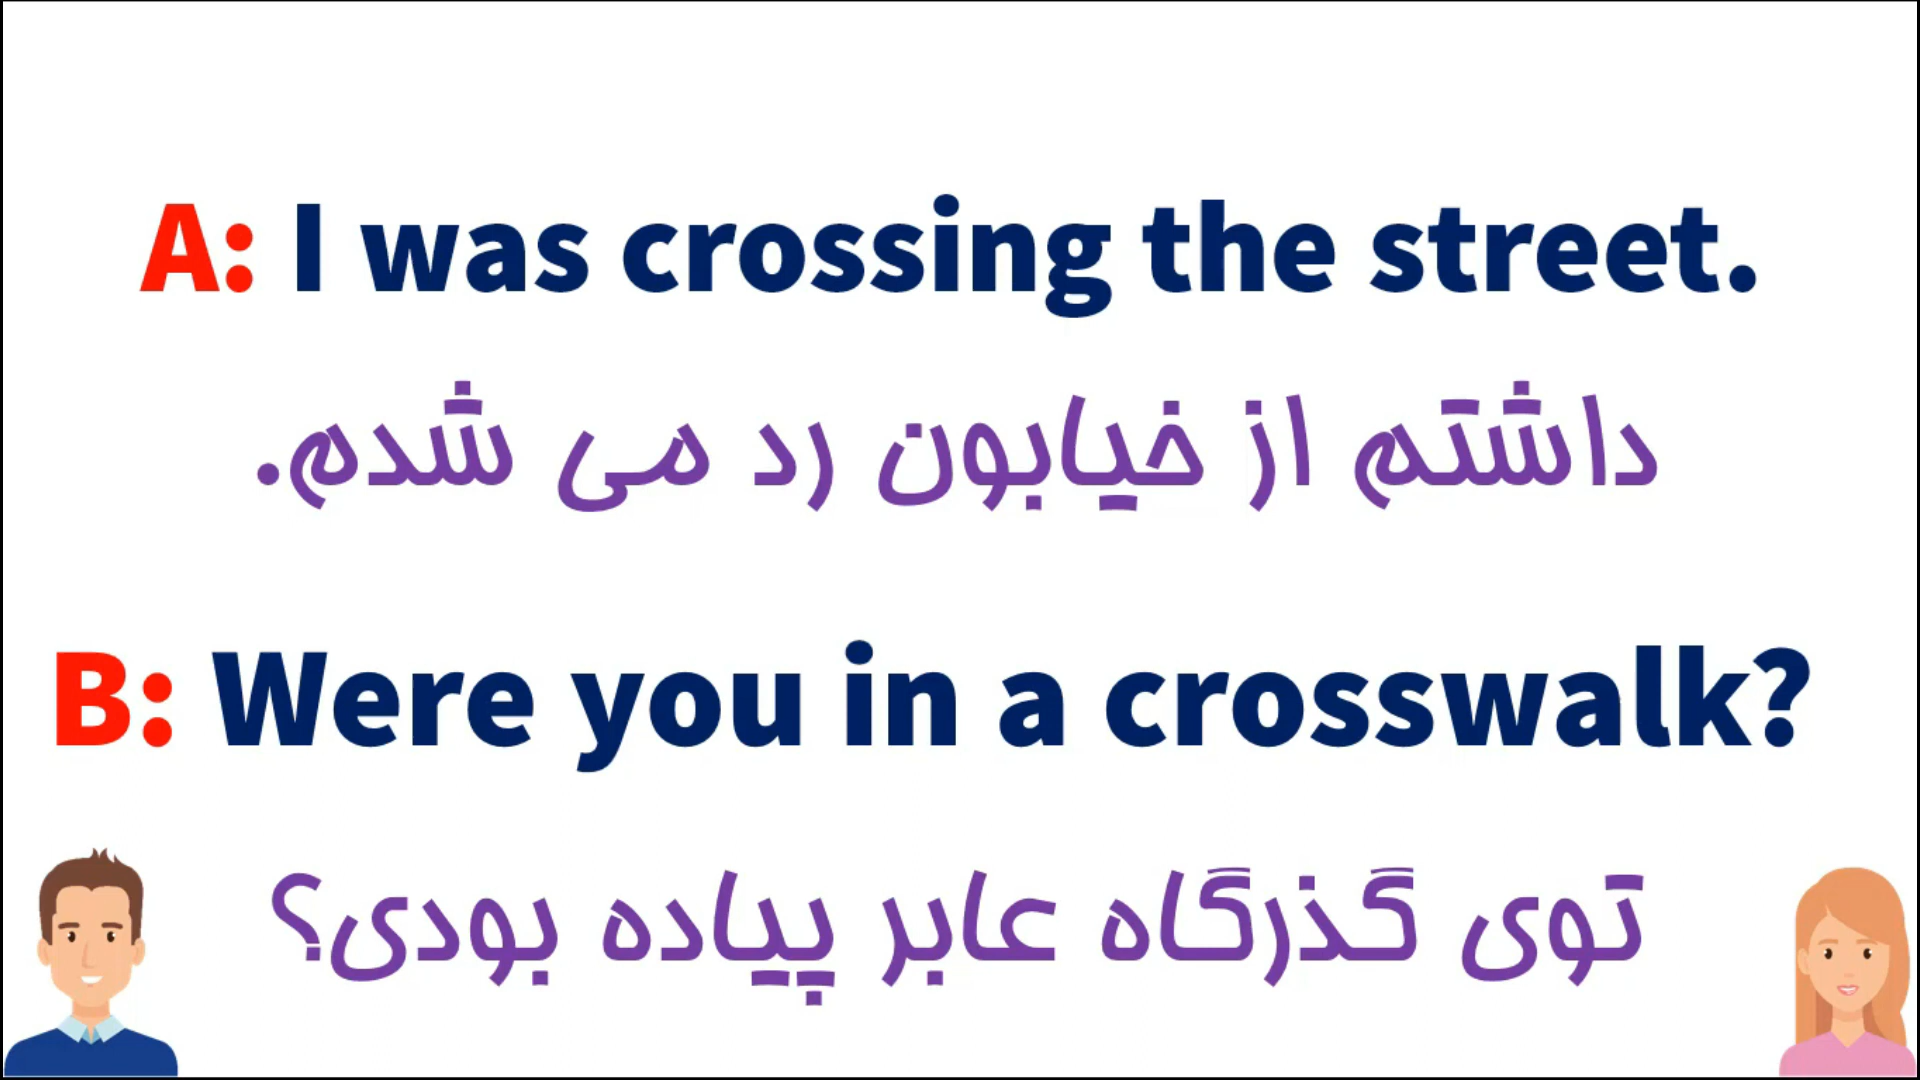 A: I was crossing the street.
داشتم از خیابون رد می شدم.
B: Were you in a crosswalk?
توی گذرگاه عابر پیاده بودی؟